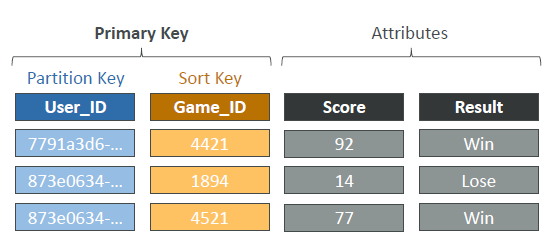 Primary Key Attributes
Partition Key Sort Key
User_ID Game_ID Score Result
7791a3d6-... 4421 92 Win
873e0634-... 1894 14 Lose
873e0634-... 4521 77 Win